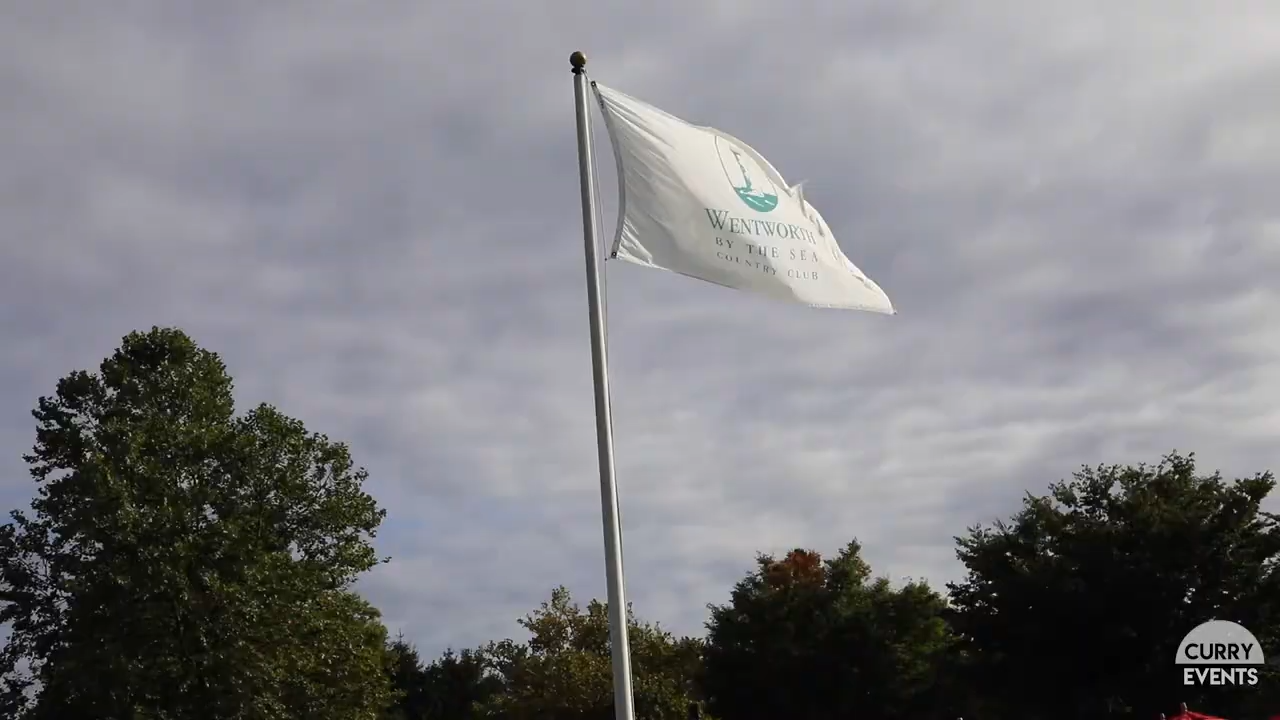 WENTWORTH
BY THE SEA
COUNTRY CLUB
CURRY
EVENTS